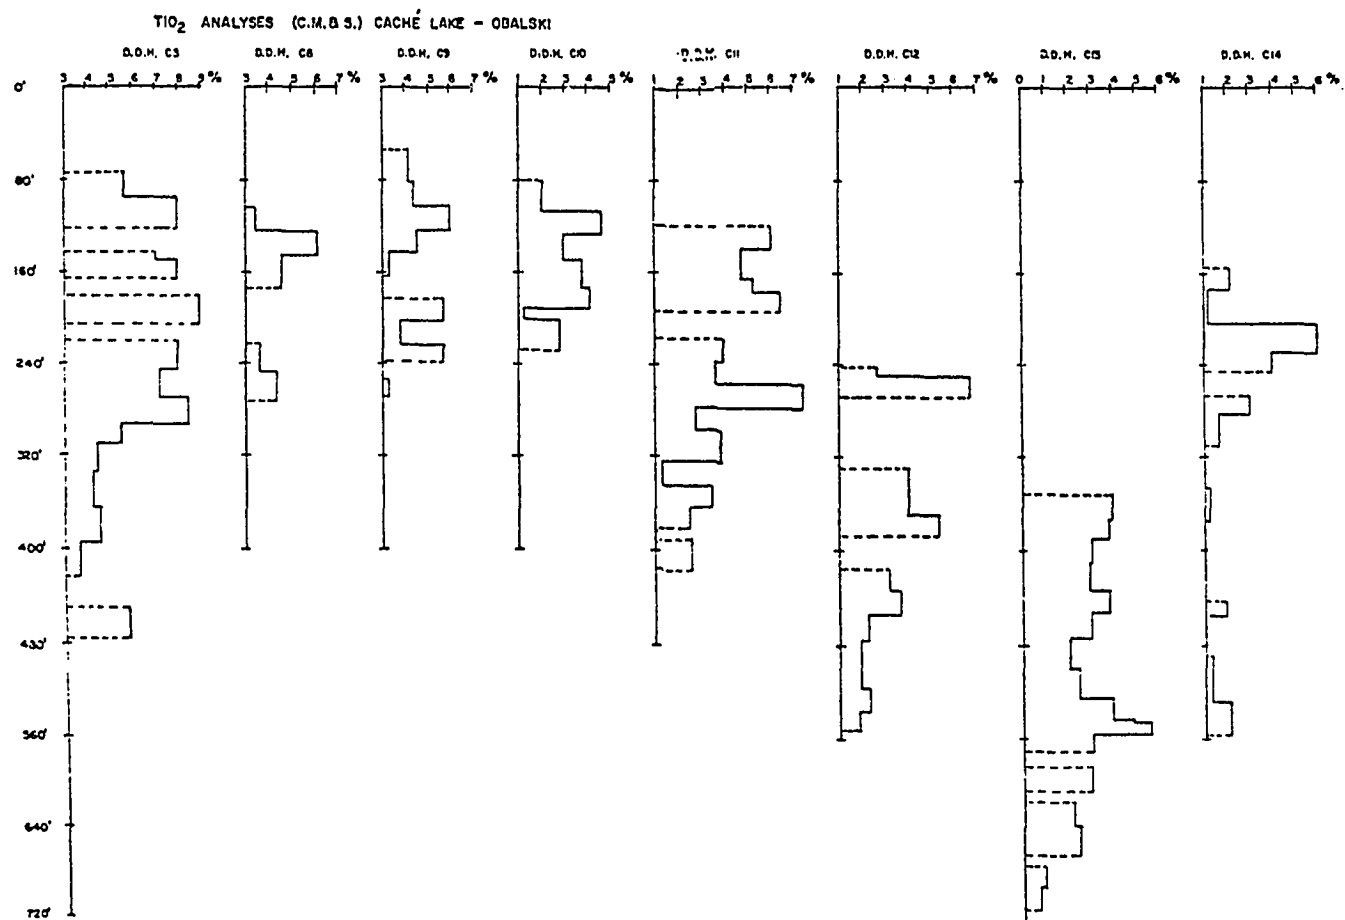 TIO2 ANALYSES (C.M.& S.) CACHÉ LAKE - OBALSKI
D.D.H. C3 D.D.H. C8 D.D.H. C9 D.D.H. C10 D.D.H. C11 D.D.H. C12 D.D.H. C13 D.D.H. C14
3 4 5 6 7 8 9 %
3 4 5 6 7 %
3 4 5 6 7 %
2 3 4 5 %
1 2 3 4 5 6 7 %
1 2 3 4 5 6 7 %
0 2 3 4 5 6 %
1 2 3 4 5 6 %
0'
80'
160'
240'
320'
400'
430'
560'
640'
720'